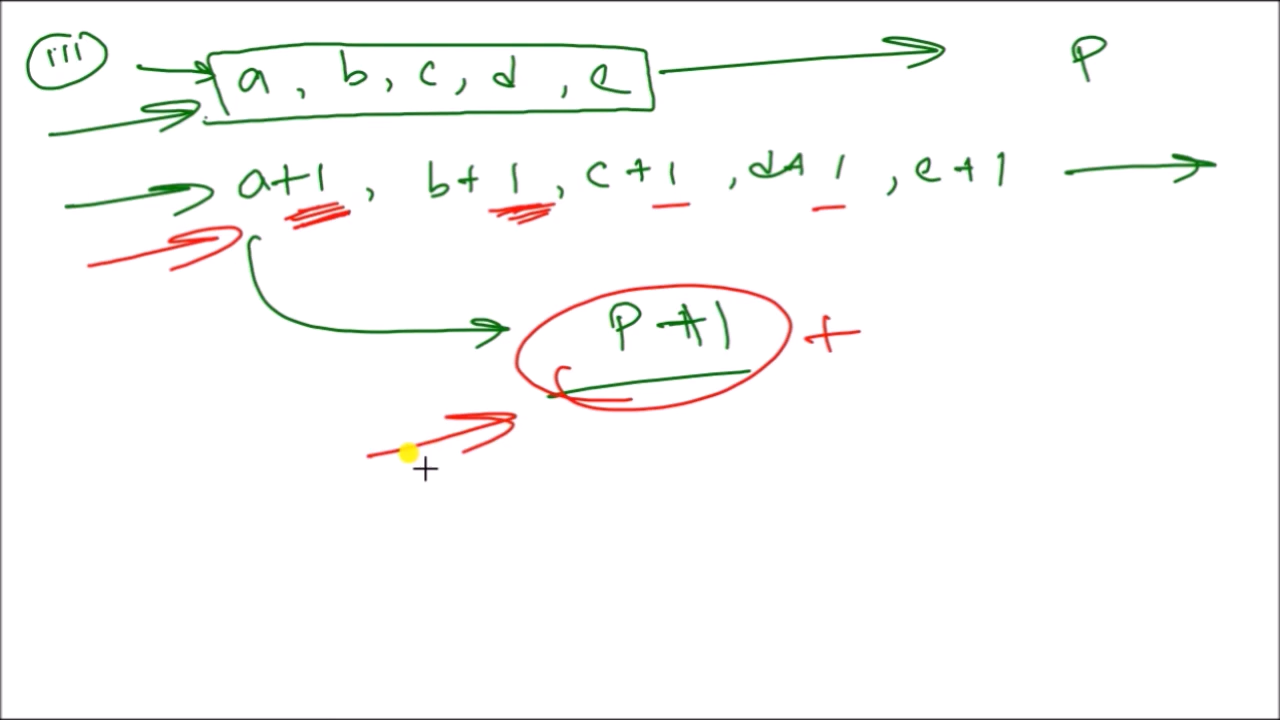 (iii) → a, b, c, d, e → P
→ a+1, b+1, c+1, d+1, e+1 →
P+1 +